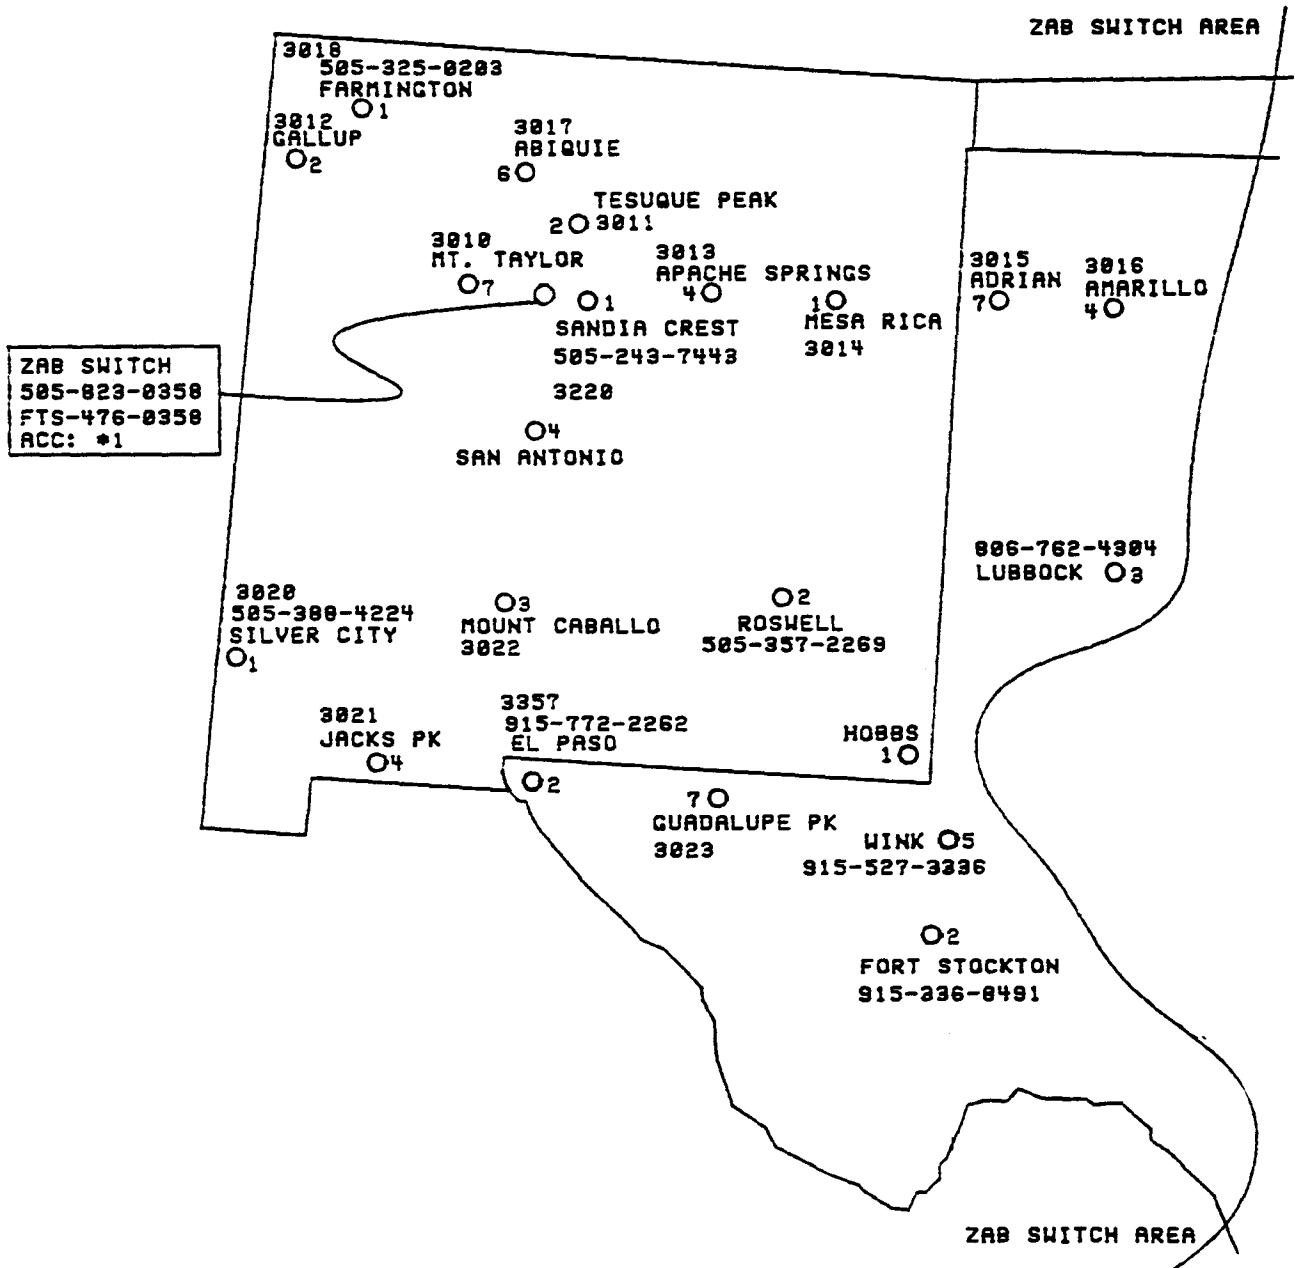 ZAB SWITCH AREA
3018
505-325-0203
FARMINGTON
1
3012
GALLUP
2
3017
ABIQUIE
6
TESUQUE PEAK
2 3011
3010
MT. TAYLOR
7
3013
APACHE SPRINGS
4
1
SANDIA CREST
505-243-7443
3220
1
MESA RICA
3014
3015
ADRIAN
7
3016
AMARILLO
4
ZAB SWITCH
505-823-0358
FTS-476-0358
ACC: *1
4
SAN ANTONIO
806-762-4304
LUBBOCK 3
3020
505-388-4224
SILVER CITY
1
3
MOUNT CABALLO
3022
2
ROSWELL
505-357-2269
3021
JACKS PK
4
3357
915-772-2262
EL PASO
2
HOBBS
1
7
GUADALUPE PK
3023
WINK 5
915-527-3336
2
FORT STOCKTON
915-336-8491
ZAB SWITCH AREA